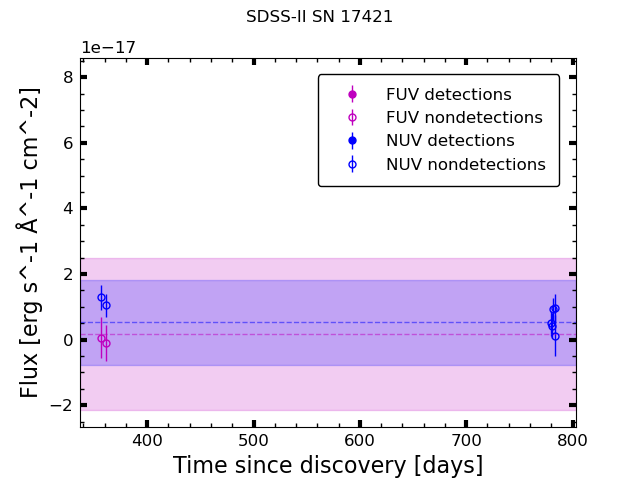 SDSS-II SN 17421
1e−17
FUV detections
FUV nondetections
NUV detections
NUV nondetections
8
6
4
2
0
−2
Flux [erg s^-1 Å^-1 cm^-2]
400 500 600 700 800
Time since discovery [days]